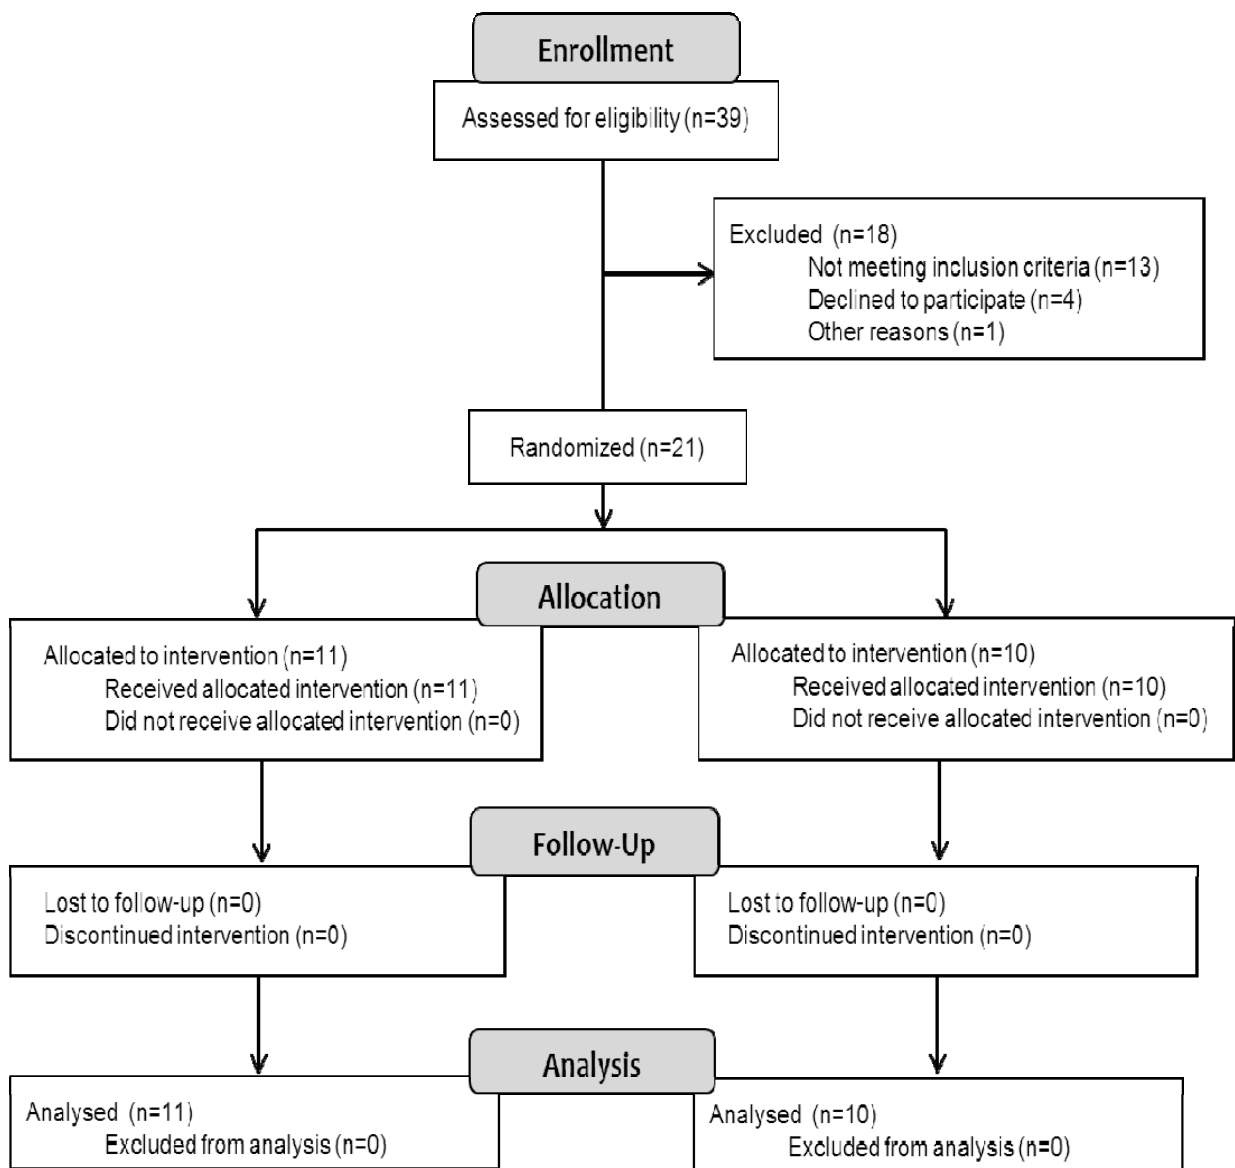 Enrollment
Assessed for eligibility (n=39)
Excluded (n=18)
Not meeting inclusion criteria (n=13)
Declined to participate (n=4)
Other reasons (n=1)
Randomized (n=21)
Allocation
Allocated to intervention (n=11)
Received allocated intervention (n=11)
Did not receive allocated intervention (n=0)
Allocated to intervention (n=10)
Received allocated intervention (n=10)
Did not receive allocated intervention (n=0)
Follow-Up
Lost to follow-up (n=0)
Discontinued intervention (n=0)
Lost to follow-up (n=0)
Discontinued intervention (n=0)
Analysis
Analysed (n=11)
Excluded from analysis (n=0)
Analysed (n=10)
Excluded from analysis (n=0)